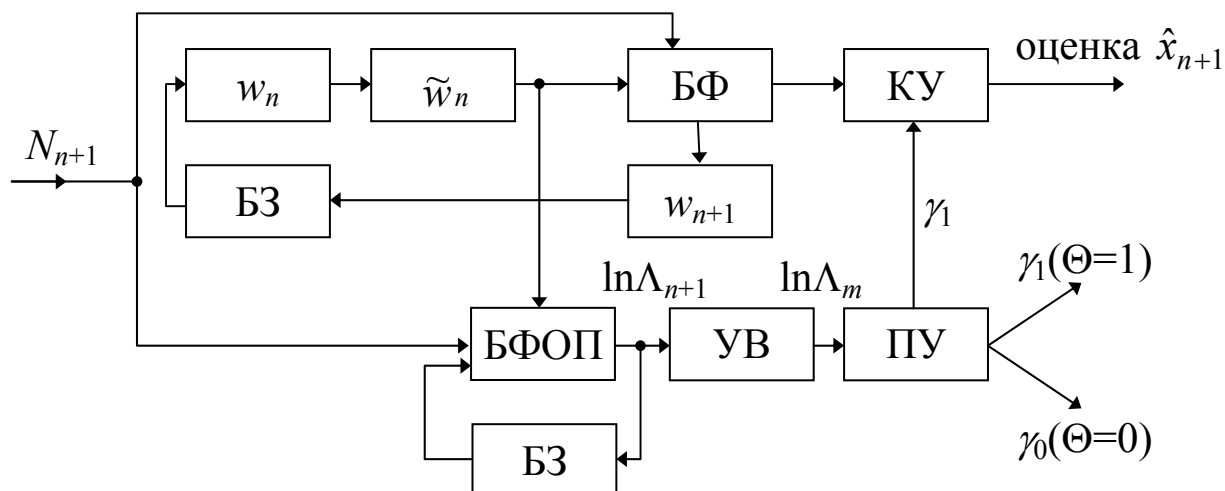 оценка x̂ₙ₊₁
wₙ
w̃ₙ
БФ
КУ
Nₙ₊₁
БЗ
wₙ₊₁
γ₁
lnΛₙ₊₁
lnΛₘ
γ₁(Θ=1)
БФОП
УВ
ПУ
БЗ
γ₀(Θ=0)